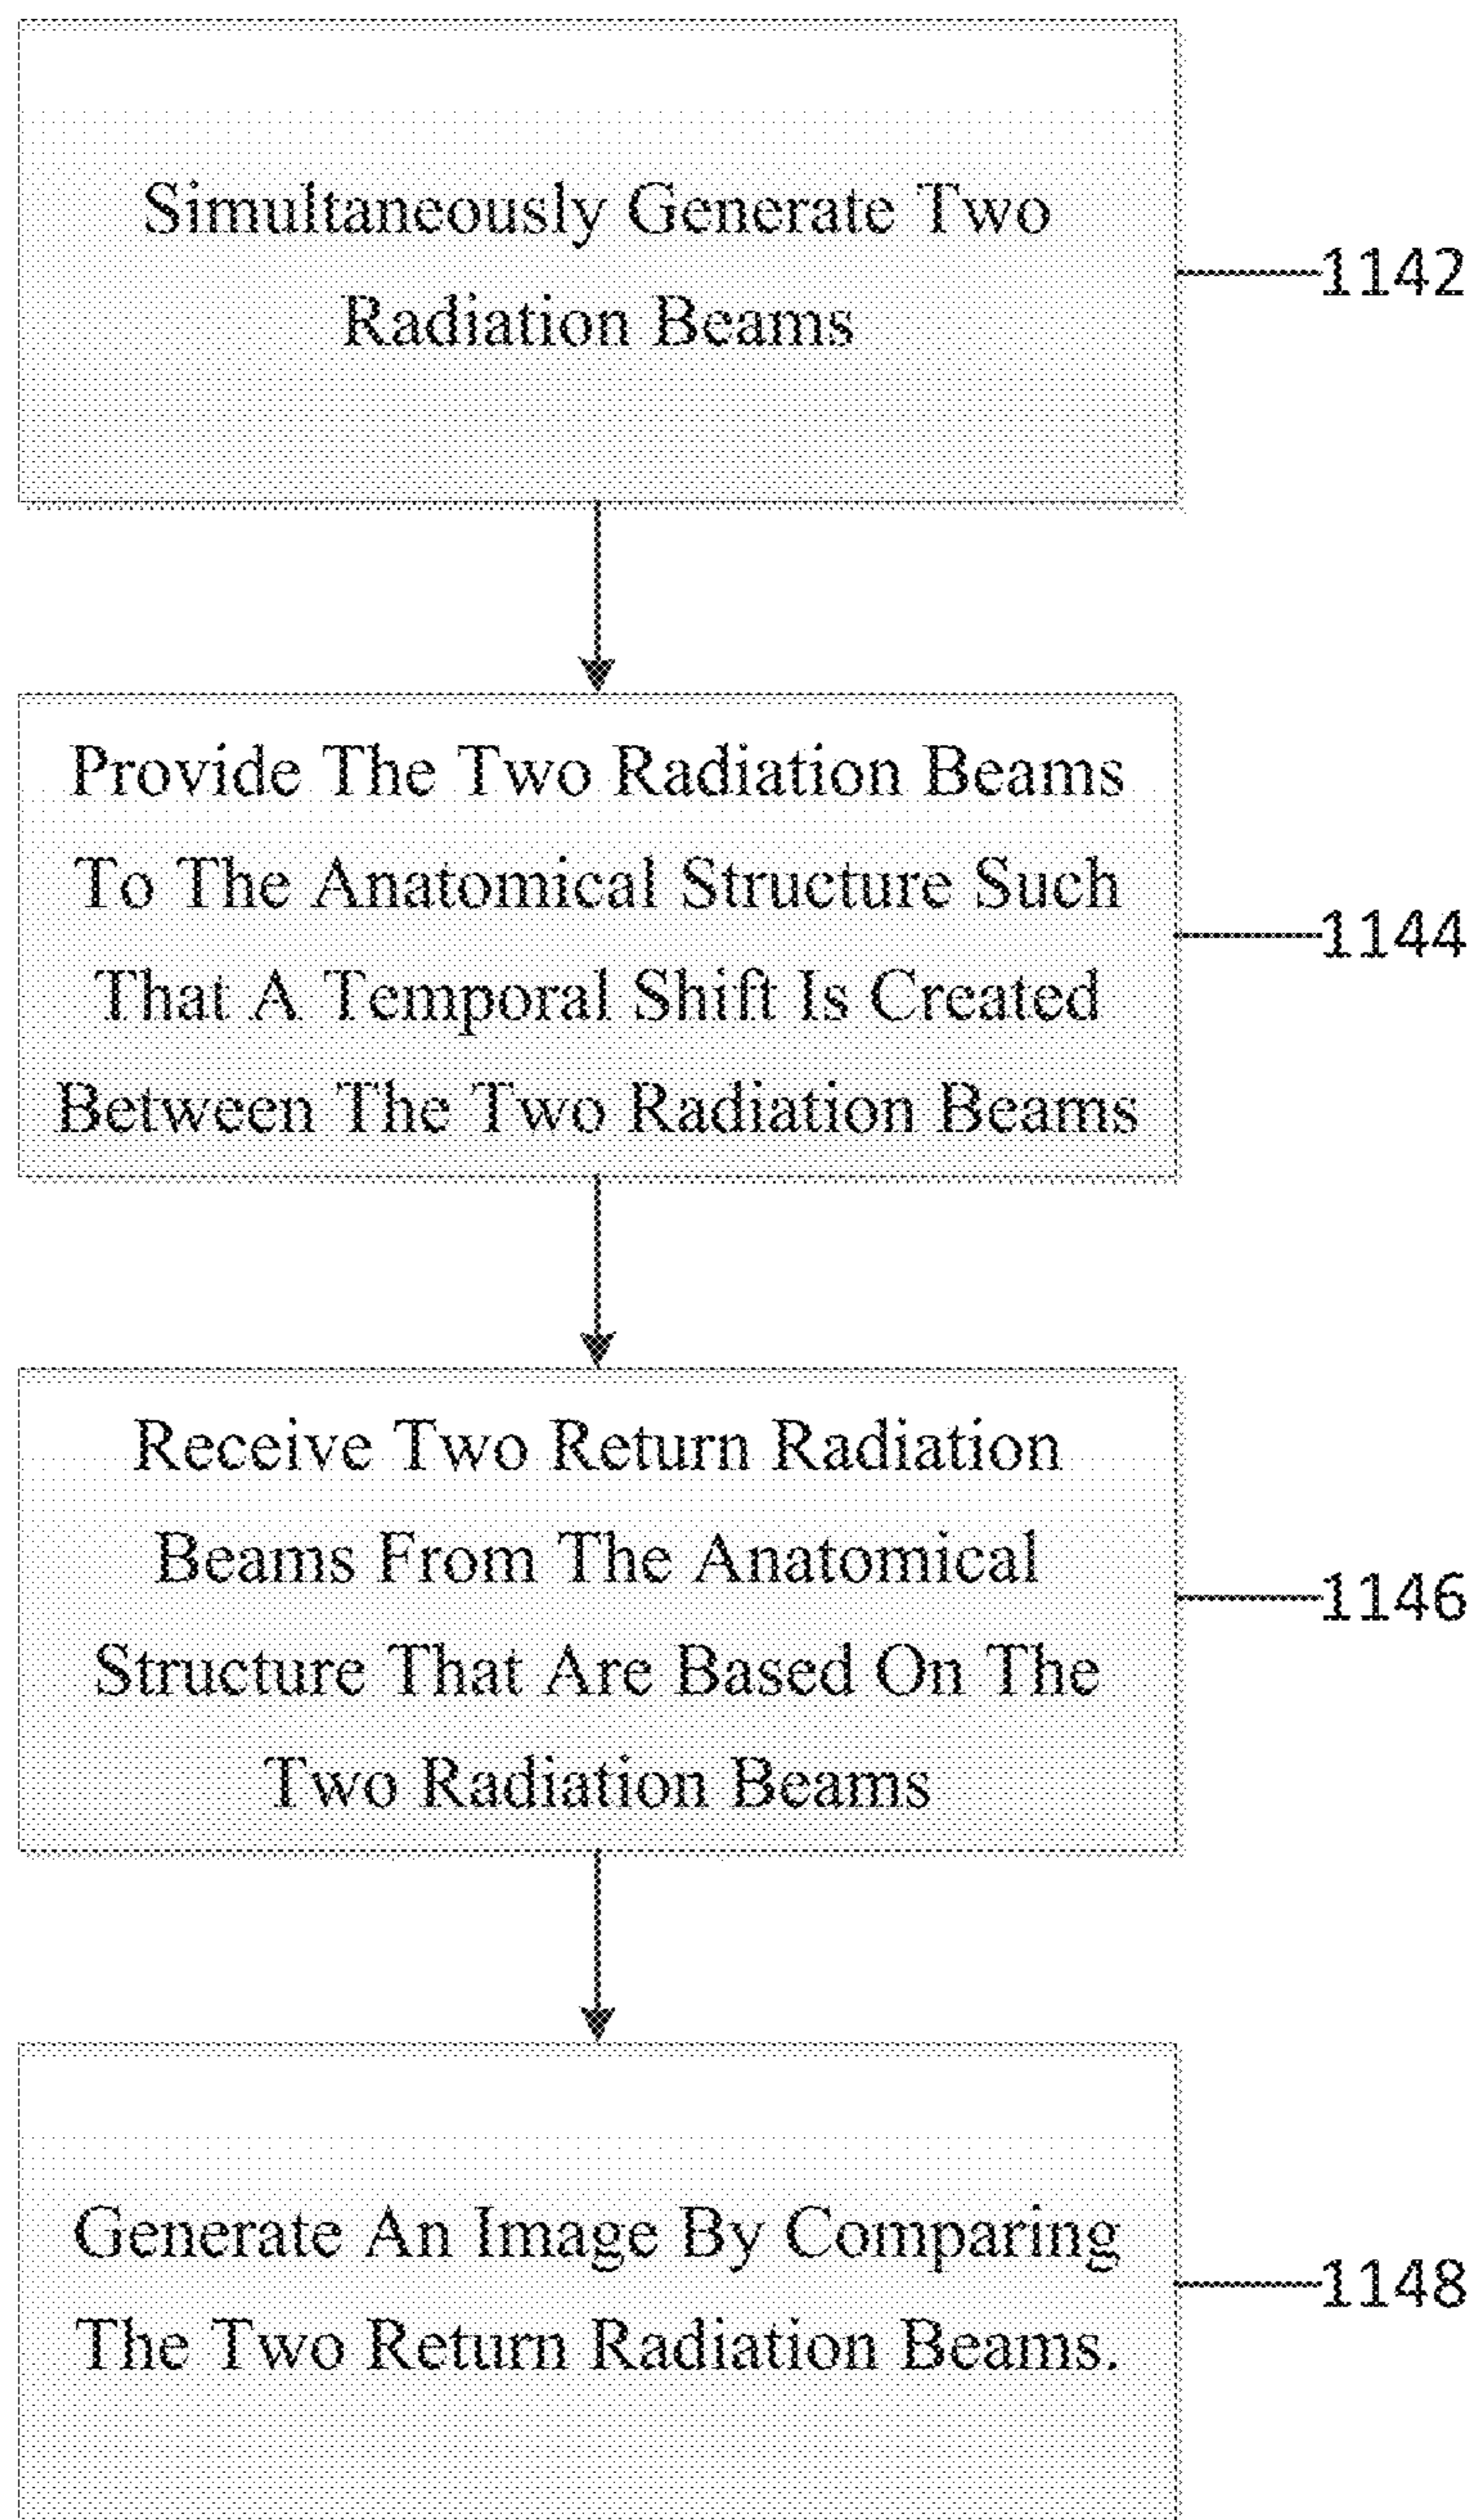 Simultaneously Generate Two
Radiation Beams
1142
Provide The Two Radiation Beams
To The Anatomical Structure Such
That A Temporal Shift Is Created
Between The Two Radiation Beams
1144
Receive Two Return Radiation
Beams From The Anatomical
Structure That Are Based On The
Two Radiation Beams
1146
Generate An Image By Comparing
The Two Return Radiation Beams.
1148